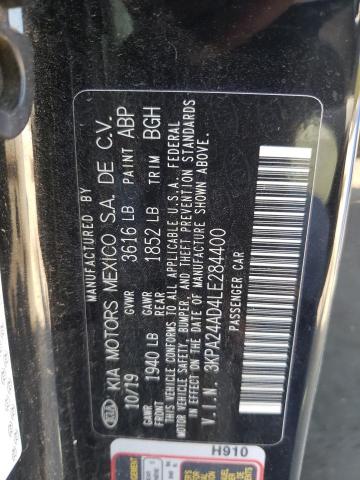 MANUFACTURED BY
KIA KIA MOTORS MEXICO S.A. DE C.V.
10/19 GVWR 3616 LB PAINT ABP
GAWR FRONT 1940 LB GAWR REAR 1852 LB TRIM BGH
THIS VEHICLE CONFORMS TO ALL APPLICABLE U.S.A. FEDERAL
MOTOR VEHICLE SAFETY, BUMPER, AND THEFT PREVENTION STANDARDS
IN EFFECT ON THE DATE OF MANUFACTURE SHOWN ABOVE.
V.I.N. 3KPA24AD4LE284400
PASSENGER CAR
H910